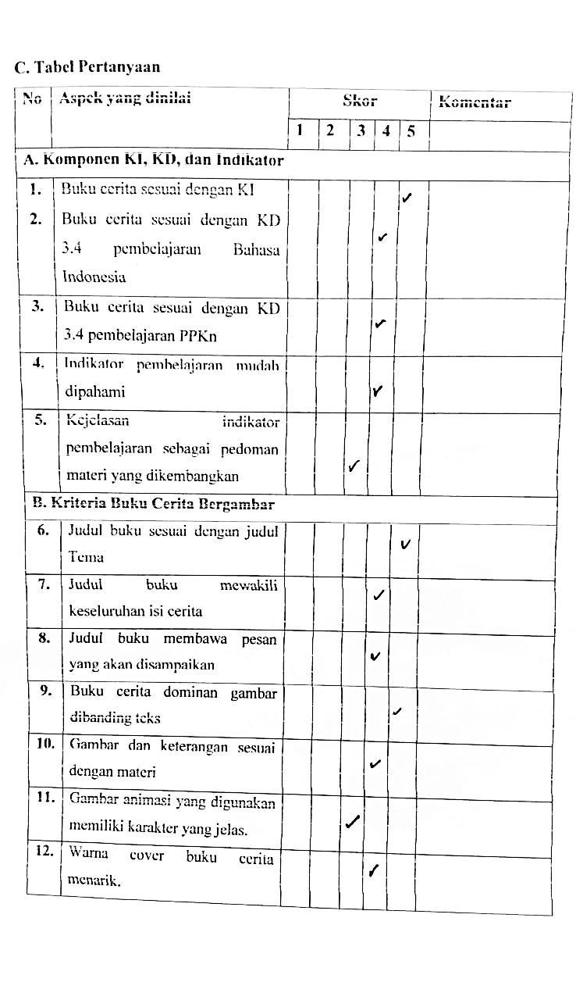 C. Tabel Pertanyaan
No Aspek yang dinilai Skor Komentar
1 2 3 4 5
A. Komponen KI, KD, dan Indikator
1. Buku cerita sesuai dengan KI ✓
2. Buku cerita sesuai dengan KD
3.4 pembelajaran Bahasa ✓
Indonesia
3. Buku cerita sesuai dengan KD
3.4 pembelajaran PPKn ✓
4. Indikator pembelajaran mudah
dipahami ✓
5. Kejelasan indikator
pembelajaran sebagai pedoman
materi yang dikembangkan ✓
B. Kriteria Buku Cerita Bergambar
6. Judul buku sesuai dengan judul
Tema ✓
7. Judul buku mewakili
keseluruhan isi cerita ✓
8. Judul buku membawa pesan
yang akan disampaikan ✓
9. Buku cerita dominan gambar
dibanding teks ✓
10. Gambar dan keterangan sesuai
dengan materi ✓
11. Gambar animasi yang digunakan
memiliki karakter yang jelas. ✓
12. Warna cover buku cerita
menarik. ✓